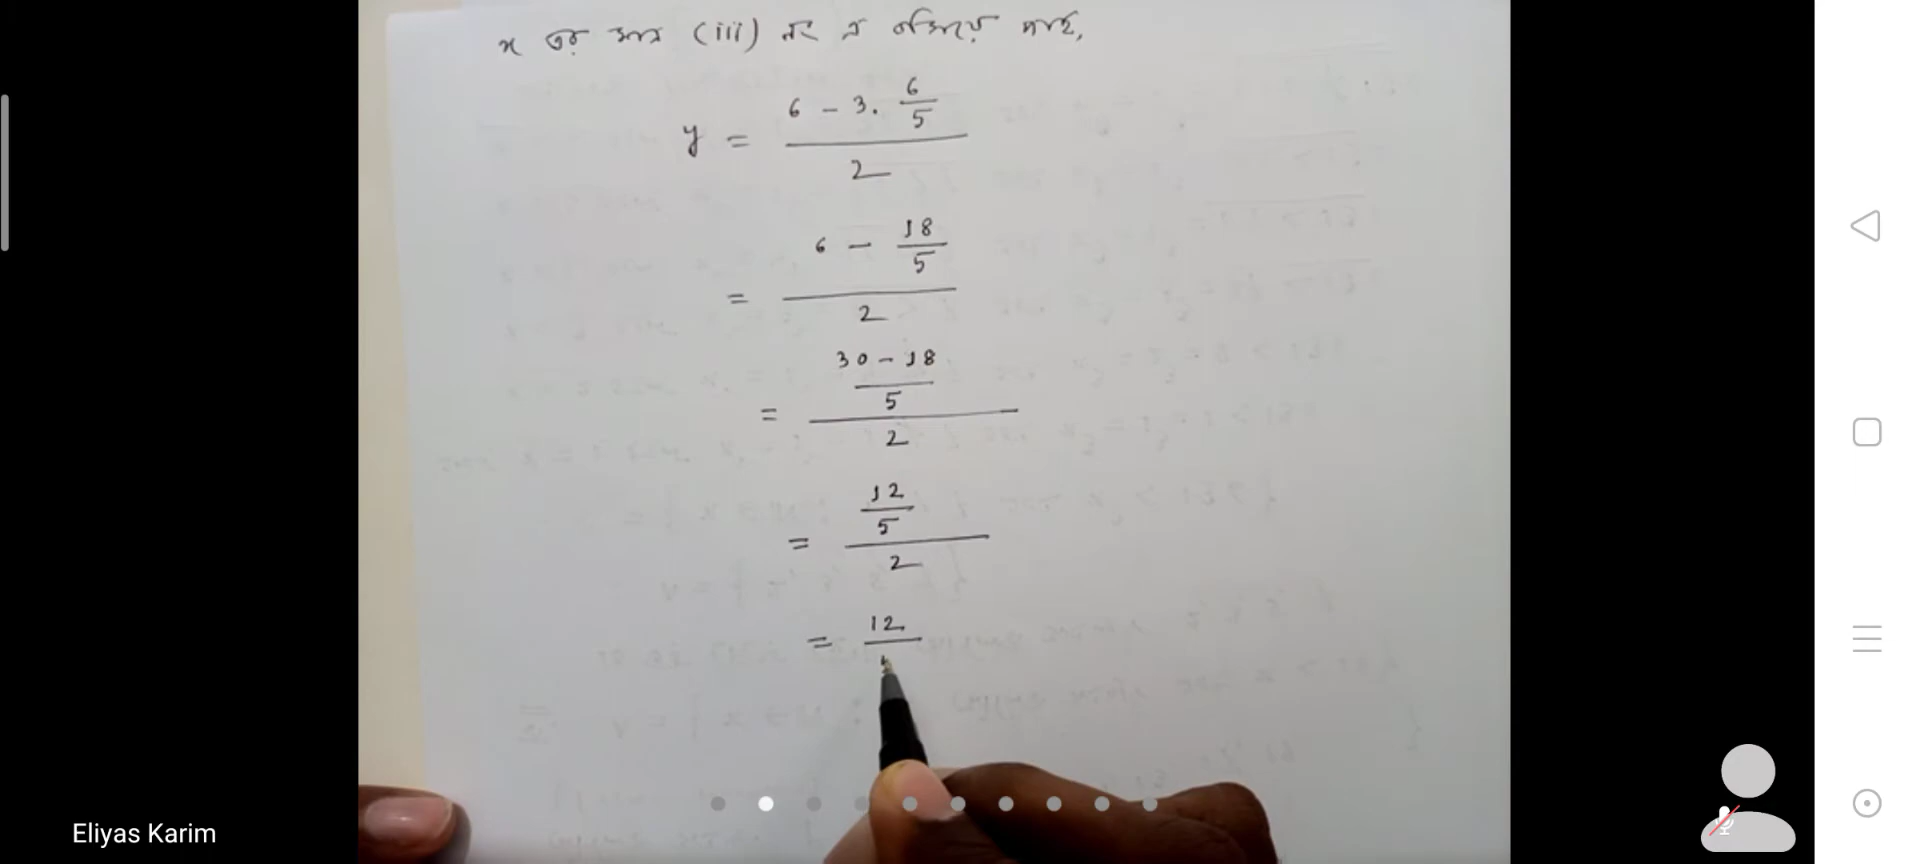 x এর মান (iii) নং এ বসিয়ে পাই,
y = (6 - 3. 6/5) / 2
= (6 - 18/5) / 2
= ((30 - 18)/5) / 2
= (12/5) / 2
= 12/
Eliyas Karim